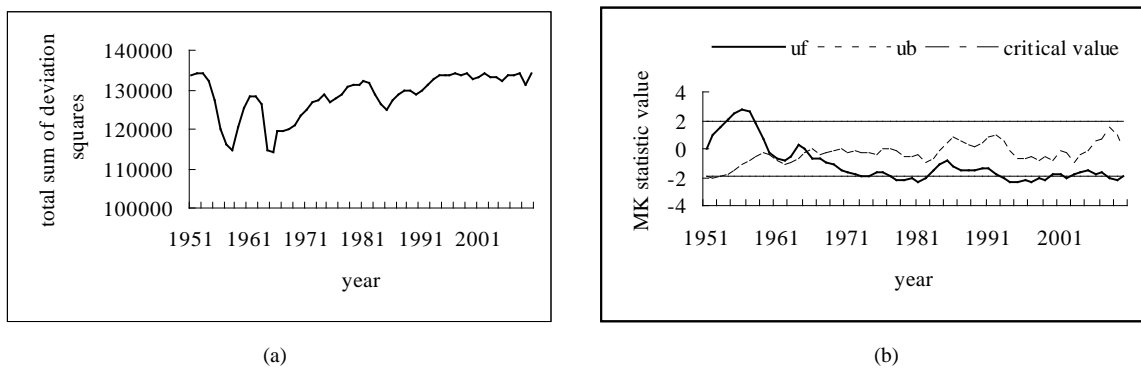 140000
130000
120000
110000
100000
total sum of deviation
squares
1951 1961 1971 1981 1991 2001
year
(a)
uf ub critical value
4
2
0
-2
-4
MK statistic value
1951 1961 1971 1981 1991 2001
year
(b)